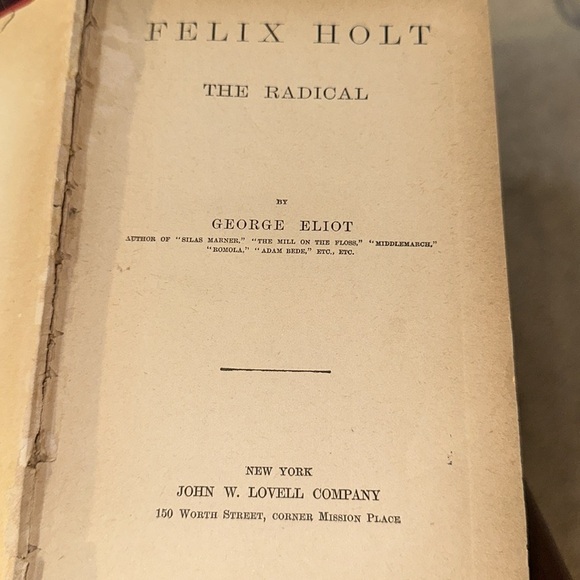 FELIX HOLT
THE RADICAL
BY
GEORGE ELIOT
AUTHOR OF "SILAS MARNER," "THE MILL ON THE FLOSS," "MIDDLEMARCH,"
"ROMOLA," "ADAM BEDE," ETC., ETC.
NEW YORK
JOHN W. LOVELL COMPANY
150 WORTH STREET, CORNER MISSION PLACE